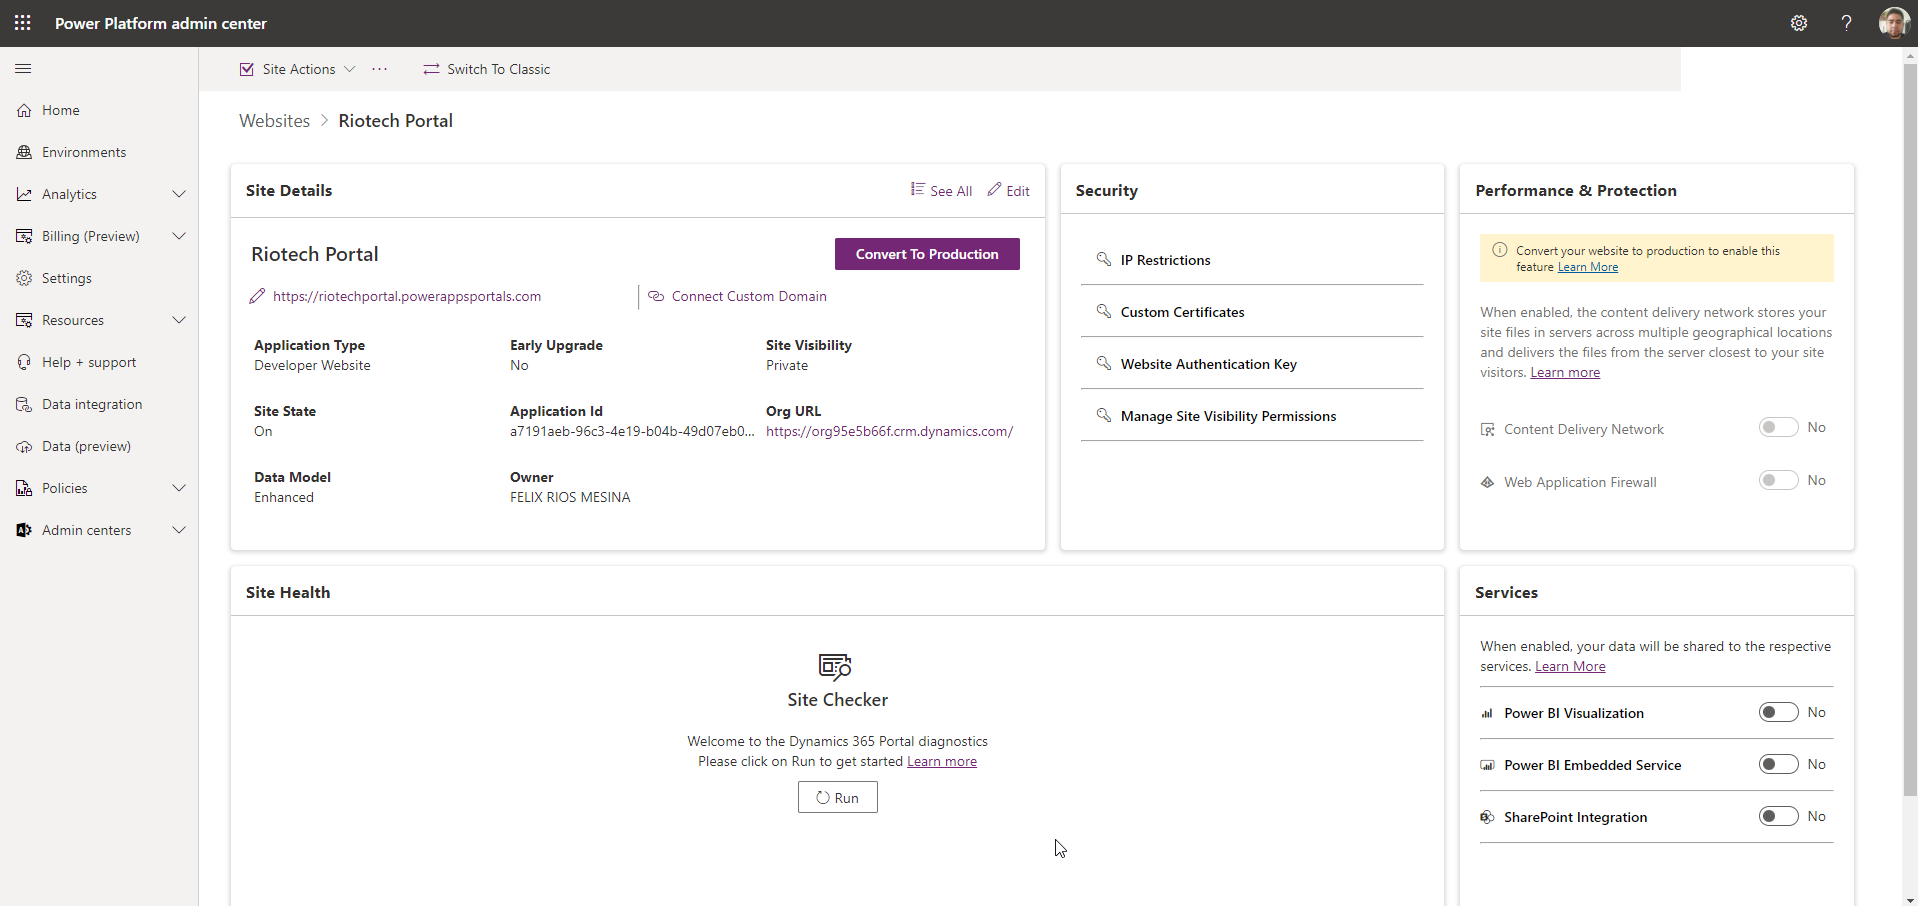 Power Platform admin center
Site Actions
Switch To Classic
Home
Environments
Analytics
Billing (Preview)
Settings
Resources
Help + support
Data integration
Data (preview)
Policies
Admin centers
Websites > Riotech Portal
Site Details
See All
Edit
Riotech Portal
Convert To Production
https://riotechportal.powerappsportals.com
Connect Custom Domain
Application Type
Developer Website
Early Upgrade
No
Site Visibility
Private
Site State
On
Application Id
a7191aeb-96c3-4e19-b04b-49d07eb0...
Org URL
https://org95e5b66f.crm.dynamics.com/
Data Model
Enhanced
Owner
FELIX RIOS MESINA
Security
IP Restrictions
Custom Certificates
Website Authentication Key
Manage Site Visibility Permissions
Performance & Protection
Convert your website to production to enable this
feature Learn More
When enabled, the content delivery network stores your
site files in servers across multiple geographical locations
and delivers the files from the server closest to your site
visitors. Learn more
Content Delivery Network
No
Web Application Firewall
No
Site Health
Site Checker
Welcome to the Dynamics 365 Portal diagnostics
Please click on Run to get started Learn more
Run
Services
When enabled, your data will be shared to the respective
services. Learn More
Power BI Visualization
No
Power BI Embedded Service
No
SharePoint Integration
No